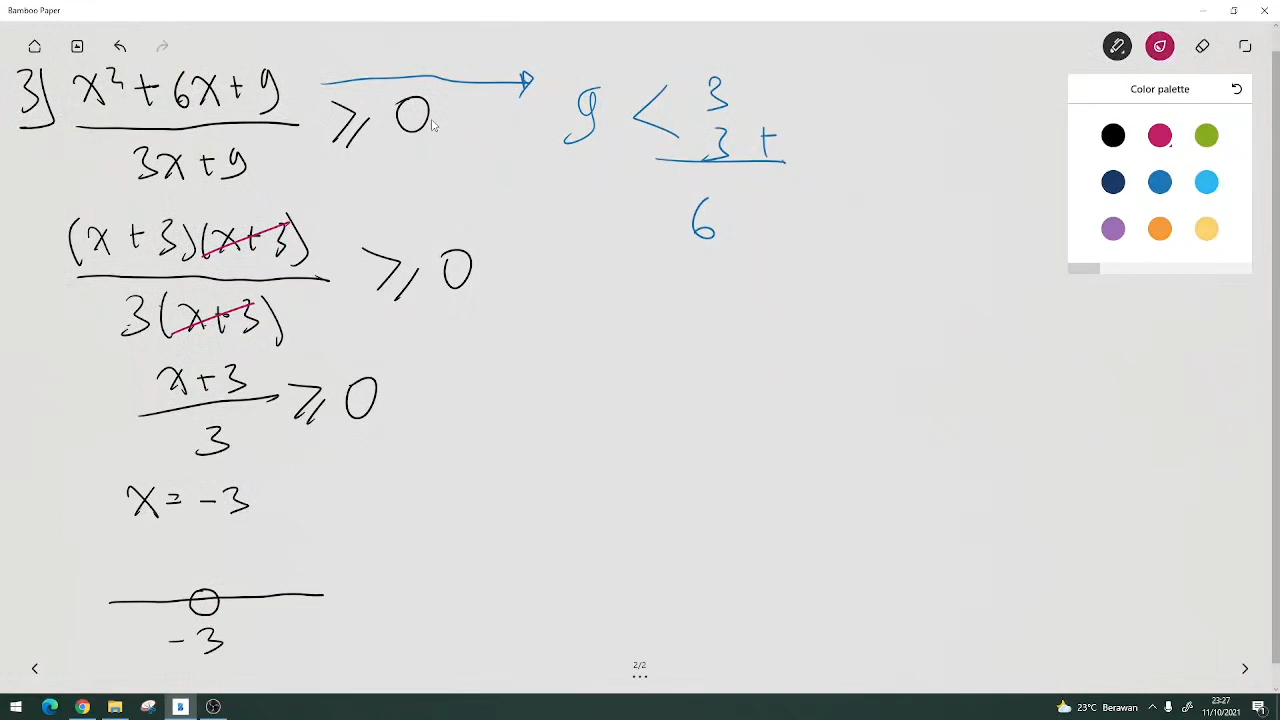 Bamboo Paper
3) x² + 6x + 9 / 3x + 9 ⩾ 0
9 < 3
3 +
6
(x + 3)(x + 3) / 3(x + 3) ⩾ 0
x + 3 / 3 ⩾ 0
x = -3
-3
Color palette
2/2
23°C Berawan
23:27
11/10/2021